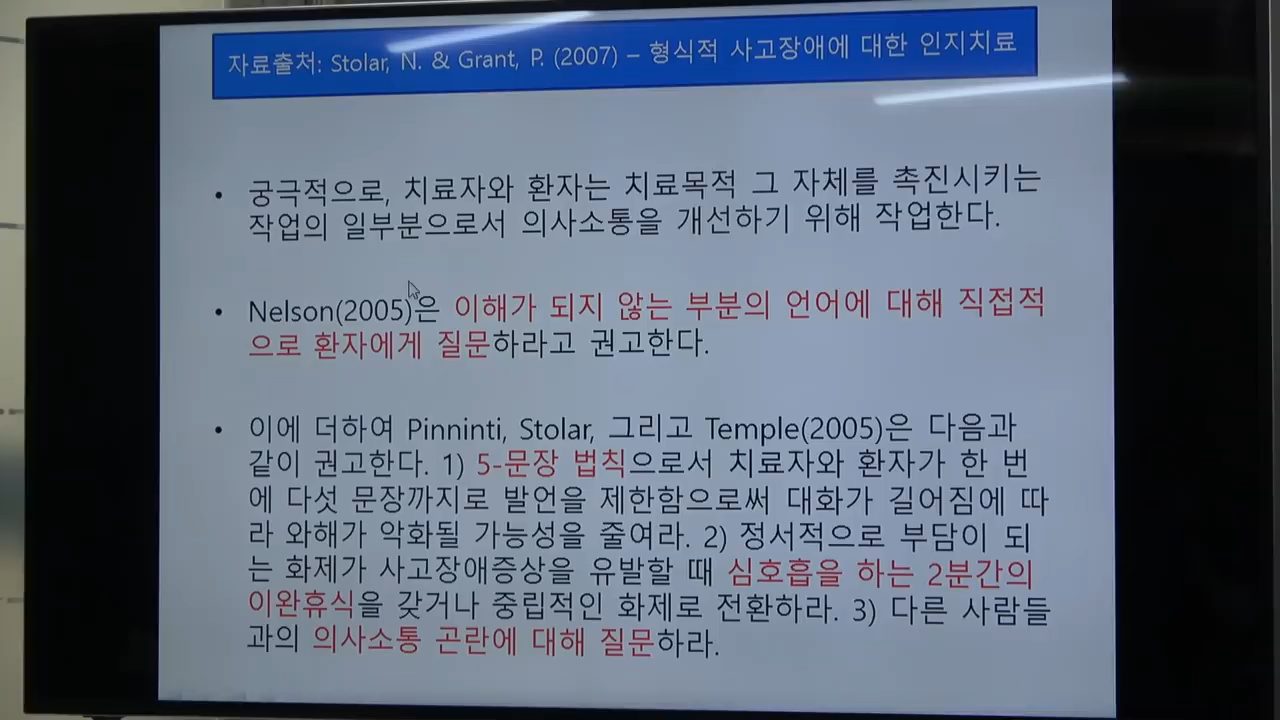 자료출처: Stolar, N. & Grant, P. (2007) – 형식적 사고장애에 대한 인지치료
• 궁극적으로, 치료자와 환자는 치료목적 그 자체를 촉진시키는
작업의 일부분으로서 의사소통을 개선하기 위해 작업한다.
• Nelson(2005)은 이해가 되지 않는 부분의 언어에 대해 직접적
으로 환자에게 질문하라고 권고한다.
• 이에 더하여 Pinninti, Stolar, 그리고 Temple(2005)은 다음과
같이 권고한다. 1) 5-문장 법칙으로서 치료자와 환자가 한 번
에 다섯 문장까지로 발언을 제한함으로써 대화가 길어짐에 따
라 와해가 악화될 가능성을 줄여라. 2) 정서적으로 부담이 되
는 화제가 사고장애증상을 유발할 때 심호흡을 하는 2분간의
이완휴식을 갖거나 중립적인 화제로 전환하라. 3) 다른 사람들
과의 의사소통 곤란에 대해 질문하라.